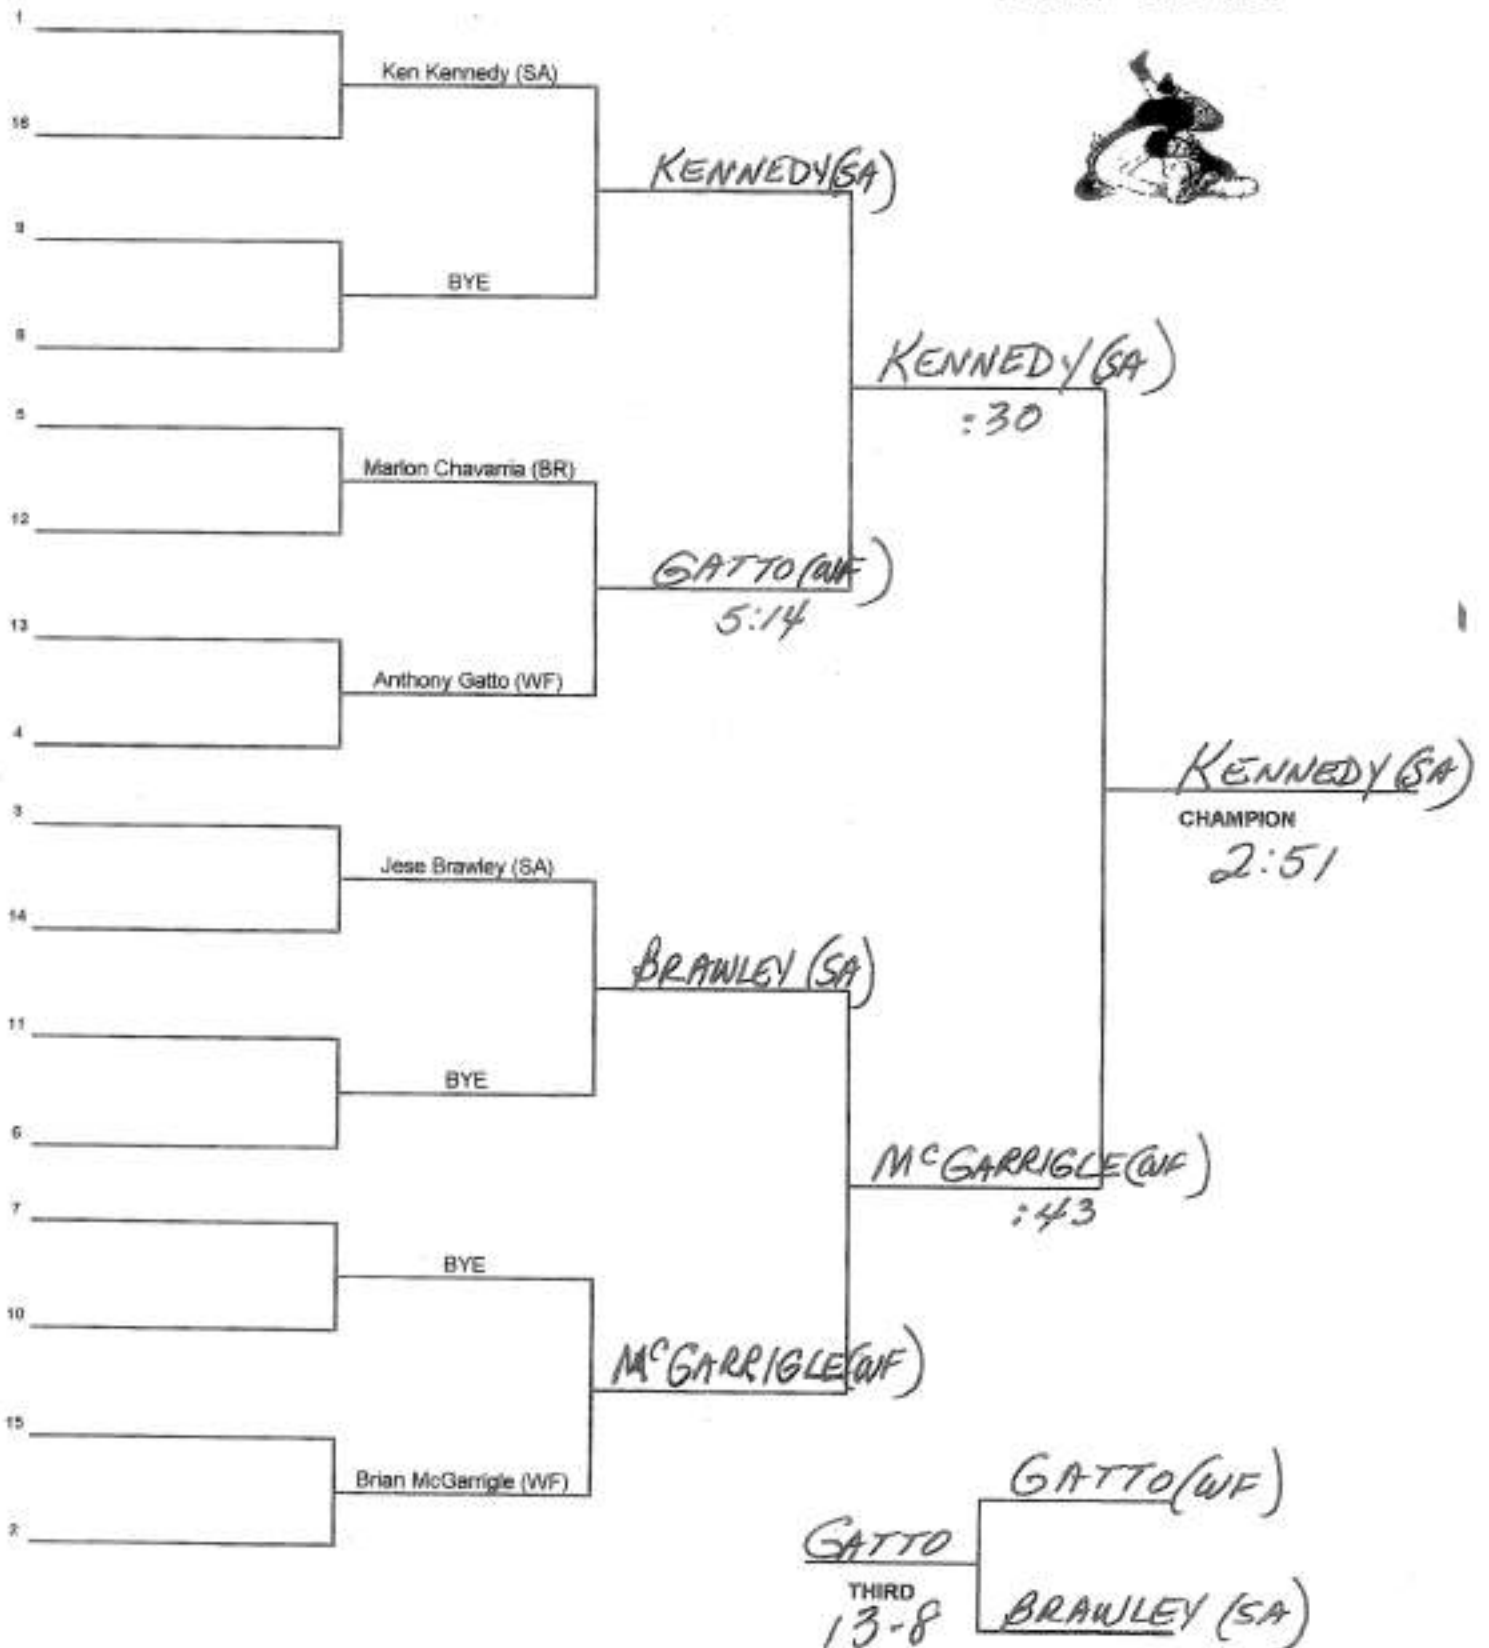 1
Ken Kennedy (SA)
16
KENNEDY (SA)
9
BYE
8
KENNEDY (SA)
:30
5
Marlon Chavarria (BR)
12
GATTO (WF)
5:14
13
Anthony Gatto (WF)
4
KENNEDY (SA)
CHAMPION
2:51
3
Jese Brawley (SA)
14
BRAWLEY (SA)
11
BYE
6
McGARRIGLE (WF)
:43
7
BYE
10
McGARRIGLE (WF)
15
Brian McGarrigle (WF)
2
GATTO (WF)
GATTO
THIRD
13-8
BRAWLEY (SA)